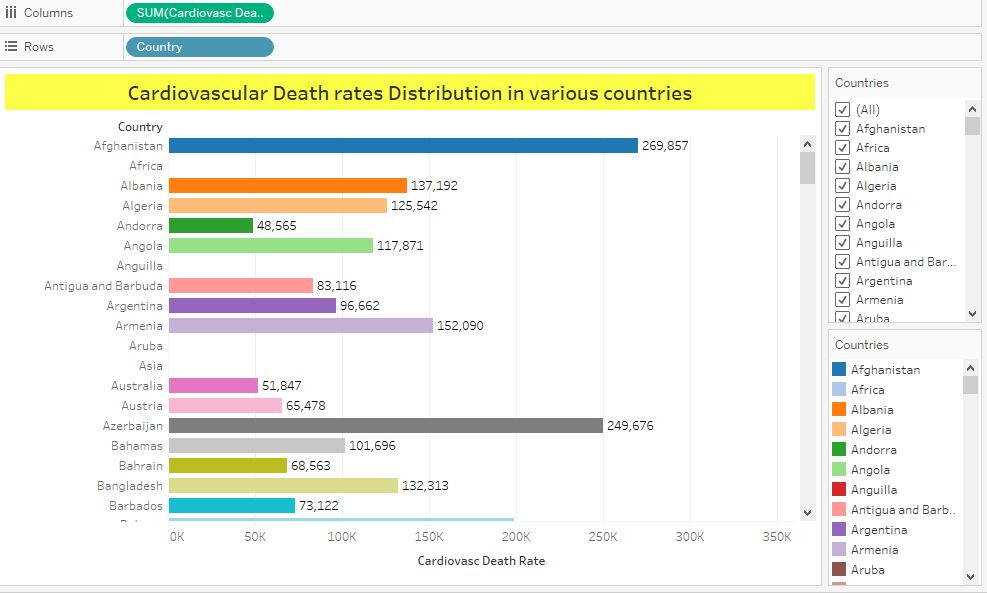 Columns
SUM(Cardiovasc Dea..
Rows
Country
Cardiovascular Death rates Distribution in various countries
Country
Afghanistan 269,857
Africa
Albania 137,192
Algeria 125,542
Andorra 48,565
Angola 117,871
Anguilla
Antigua and Barbuda 83,116
Argentina 96,662
Armenia 152,090
Aruba
Asia
Australia 51,847
Austria 65,478
Azerbaijan 249,676
Bahamas 101,696
Bahrain 68,563
Bangladesh 132,313
Barbados 73,122
0K 50K 100K 150K 200K 250K 300K 350K
Cardiovasc Death Rate
Countries
(All)
Afghanistan
Africa
Albania
Algeria
Andorra
Angola
Anguilla
Antigua and Bar...
Argentina
Armenia
Aruba
Countries
Afghanistan
Africa
Albania
Algeria
Andorra
Angola
Anguilla
Antigua and Barb..
Argentina
Armenia
Aruba